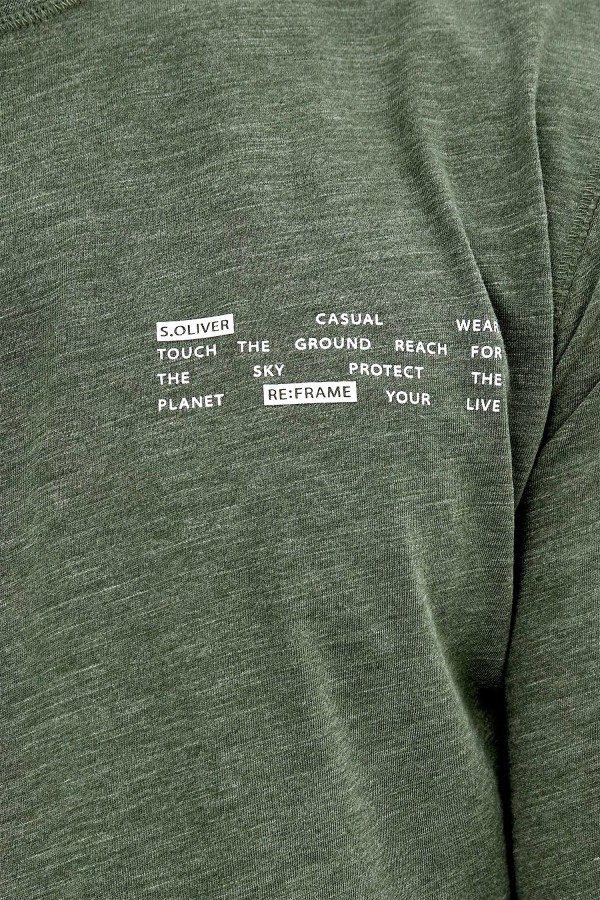 S.OLIVER CASUAL WEAR
TOUCH THE GROUND REACH FOR
THE SKY PROTECT THE
PLANET RE:FRAME YOUR LIVE